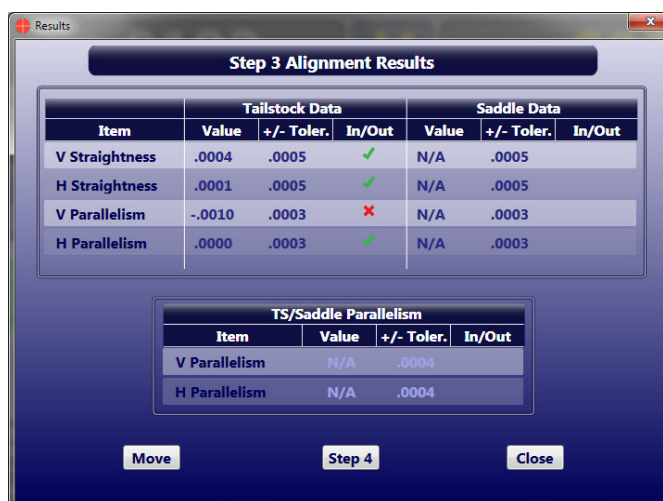 Results
Step 3 Alignment Results
Tailstock Data Saddle Data
Item Value +/- Toler. In/Out Value +/- Toler. In/Out
V Straightness .0004 .0005 N/A .0005
H Straightness .0001 .0005 N/A .0005
V Parallelism -.0010 .0003 N/A .0003
H Parallelism .0000 .0003 N/A .0003
TS/Saddle Parallelism
Item Value +/- Toler. In/Out
V Parallelism N/A .0004
H Parallelism N/A .0004
Move Step 4 Close